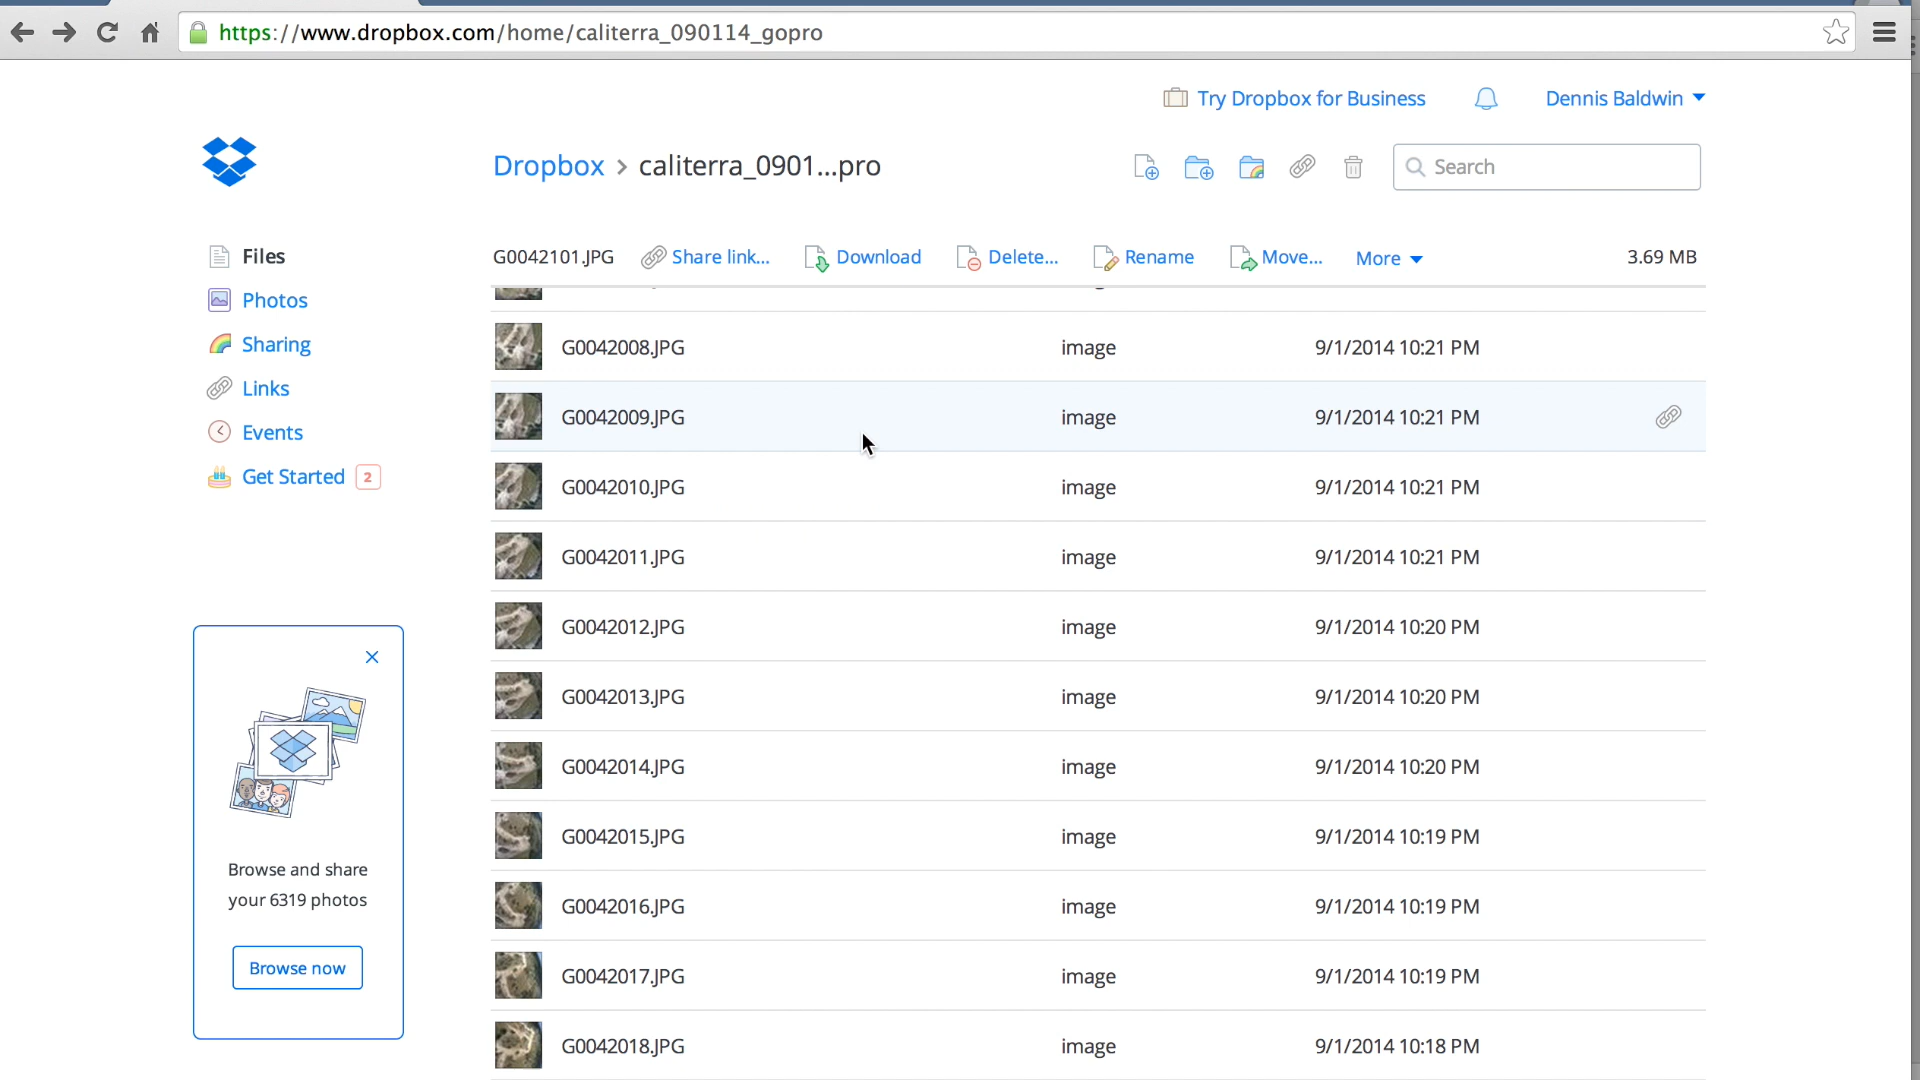 https://www.dropbox.com/home/caliterra_090114_gopro
Try Dropbox for Business
Dennis Baldwin
Dropbox > caliterra_0901...pro
Search
G0042101.JPG Share link... Download Delete... Rename Move... More 3.69 MB
Files
Photos
Sharing
Links
Events
Get Started 2
G0042008.JPG image 9/1/2014 10:21 PM
G0042009.JPG image 9/1/2014 10:21 PM
G0042010.JPG image 9/1/2014 10:21 PM
G0042011.JPG image 9/1/2014 10:21 PM
G0042012.JPG image 9/1/2014 10:20 PM
G0042013.JPG image 9/1/2014 10:20 PM
G0042014.JPG image 9/1/2014 10:20 PM
G0042015.JPG image 9/1/2014 10:19 PM
G0042016.JPG image 9/1/2014 10:19 PM
G0042017.JPG image 9/1/2014 10:19 PM
G0042018.JPG image 9/1/2014 10:18 PM
Browse and share
your 6319 photos
Browse now